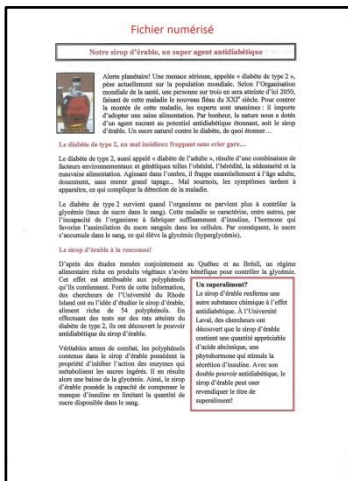 Fichier numérisé
Notre sirop d'érable, un super agent antidiabétique
Alerte planétaire! Une menace sérieuse, appelée « diabète de type 2 »,
pèse actuellement sur la population mondiale. Selon l'Organisation
mondiale de la santé, une personne sur trois en sera atteinte d'ici 2050,
faisant de cette maladie le nouveau fléau du XXIe siècle. Pour contrer
la montée de cette maladie, les experts sont unanimes : il importe
d'adopter une saine alimentation. Par bonheur, la nature nous a dotés
d'un agent sucrant au potentiel antidiabétique étonnant, soit le sirop
d'érable. Un sucre naturel contre le diabète, de quoi étonner…
Le diabète de type 2, un mal insidieux frappant sans crier gare…
Le diabète de type 2, aussi appelé « diabète de l'adulte », résulte d'une combinaison de
facteurs environnementaux et génétiques telles l'obésité, l'hérédité, la sédentarité et la
mauvaise alimentation. Agissant dans l'ombre, il frappe essentiellement à l'âge adulte,
doucement, sans mener grand tapage... Mal sournois, les symptômes tardent à
apparaître, ce qui complique la détection de la maladie.
Le diabète de type 2 survient quand l'organisme ne parvient plus à contrôler la
glycémie (taux de sucre dans le sang). Cette maladie se caractérise, entre autres, par
l'incapacité de l'organisme à fabriquer suffisamment d'insuline, l'hormone qui
favorise l'assimilation du sucre sanguin dans les cellules. Par conséquent, le sucre
s'accumule dans le sang, ce qui élève la glycémie (hyperglycémie).
Le sirop d'érable à la rescousse!
D'après des études menées conjointement au Québec et au Brésil, un régime
alimentaire riche en produits végétaux s'avère bénéfique pour contrôler la glycémie.
Cet effet est attribuable aux polyphénols
qu'ils contiennent. Forts de cette information,
des chercheurs de l'Université du Rhode
Island ont eu l'idée d'étudier le sirop d'érable,
aliment riche de 54 polyphénols. En
effectuant des tests sur des rats atteints du
diabète de type 2, ils ont découvert le pouvoir
antidiabétique du sirop d'érable.
Véritables armes de combat, les polyphénols
contenus dans le sirop d'érable possèdent la
propriété d'inhiber l'action des enzymes qui
métabolisent les sucres ingérés. Il en résulte
alors une baisse de la glycémie. Ainsi, le sirop
d'érable possède la capacité de compenser le
manque d'insuline en limitant la quantité de
sucre disponible dans le sang.
Un superaliment?
Le sirop d'érable renferme une
autre substance chimique à l'effet
antidiabétique. À l'Université
Laval, des chercheurs ont
découvert que le sirop d'érable
contient une quantité appréciable
d'acide abcissique, une
phytohormone qui stimule la
sécrétion d'insuline. Avec son
double pouvoir antidiabétique, le
sirop d'érable peut oser
revendiquer le titre de
superaliment!